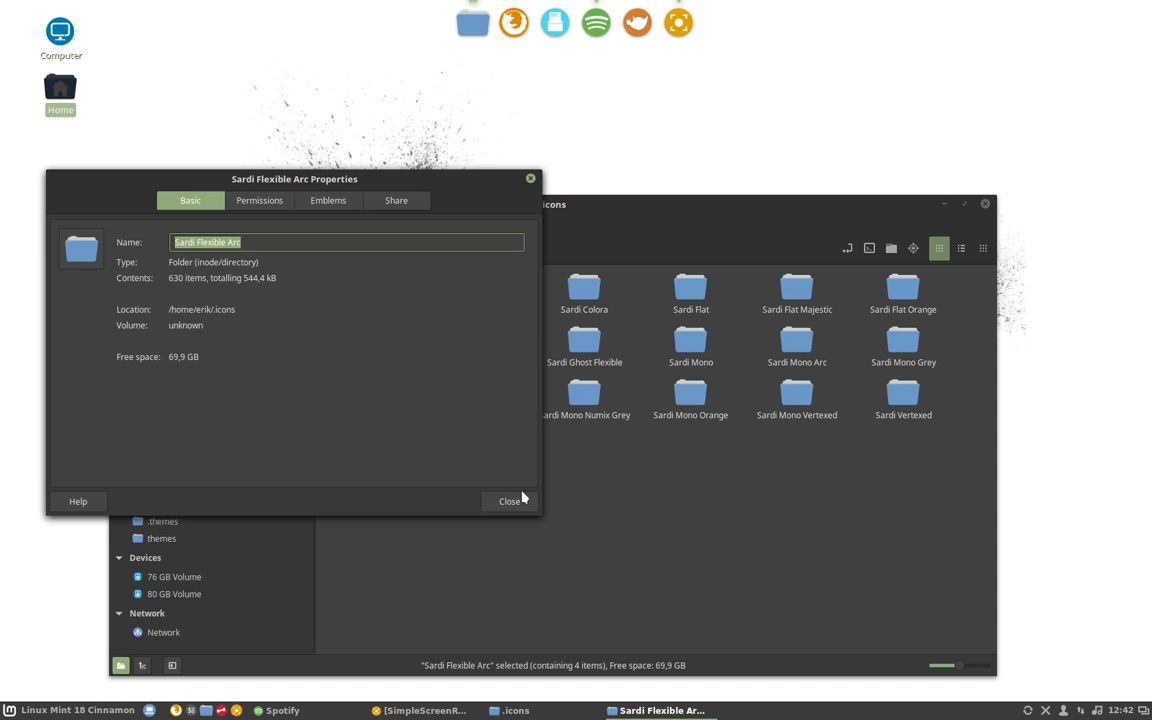 Computer
Home
Sardi Flexible Arc Properties
Basic
Permissions
Emblems
Share
Name:
Sardi Flexible Arc
Type:
Folder (inode/directory)
Contents:
630 items, totalling 544,4 kB
Location:
/home/erik/.icons
Volume:
unknown
Free space:
69,9 GB
Help
Close
icons
Sardi Colora
Sardi Flat
Sardi Flat Majestic
Sardi Flat Orange
Sardi Ghost Flexible
Sardi Mono
Sardi Mono Arc
Sardi Mono Grey
ardi Mono Numix Grey
Sardi Mono Orange
Sardi Mono Vertexed
Sardi Vertexed
.themes
themes
Devices
76 GB Volume
80 GB Volume
Network
Network
"Sardi Flexible Arc" selected (containing 4 items), Free space: 69,9 GB
Linux Mint 18 Cinnamon
Spotify
[SimpleScreenR...
.icons
Sardi Flexible Ar...
12:42